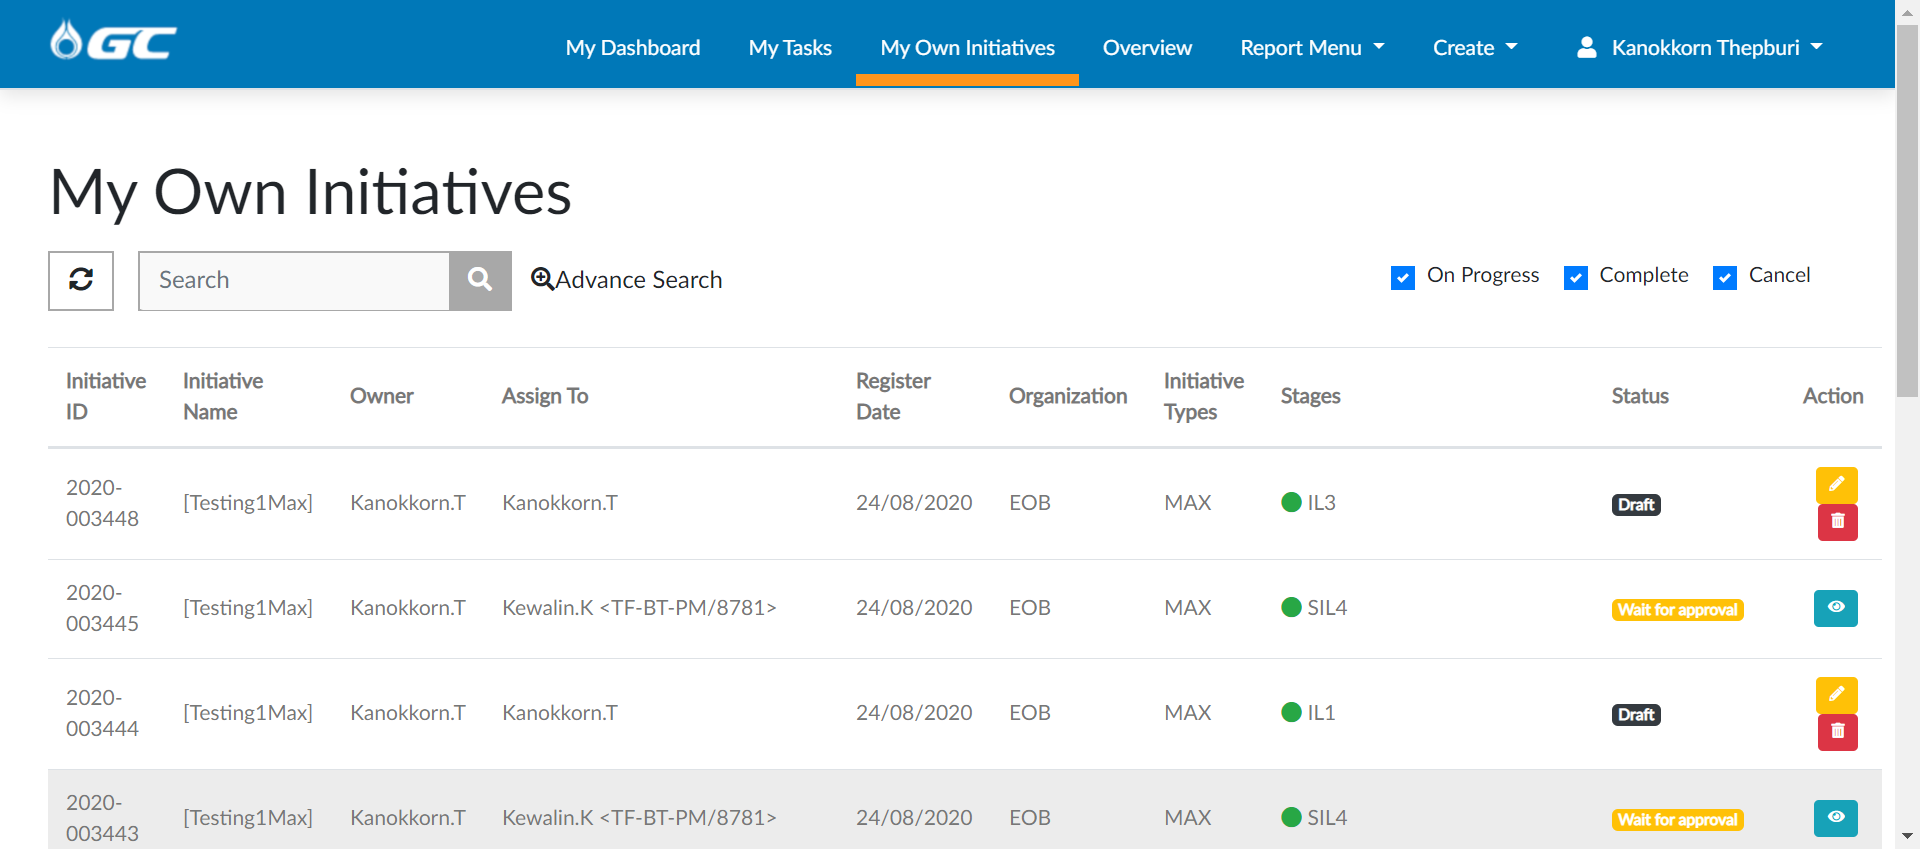 GC
My Dashboard My Tasks My Own Initiatives Overview Report Menu Create Kanokkorn Thepburi
My Own Initiatives
Search Advance Search On Progress Complete Cancel
Initiative ID Initiative Name Owner Assign To Register Date Organization Initiative Types Stages Status Action
2020-003448 [Testing1Max] Kanokkorn.T Kanokkorn.T 24/08/2020 EOB MAX IL3 Draft
2020-003445 [Testing1Max] Kanokkorn.T Kewalin.K <TF-BT-PM/8781> 24/08/2020 EOB MAX SIL4 Wait for approval
2020-003444 [Testing1Max] Kanokkorn.T Kanokkorn.T 24/08/2020 EOB MAX IL1 Draft
2020-003443 [Testing1Max] Kanokkorn.T Kewalin.K <TF-BT-PM/8781> 24/08/2020 EOB MAX SIL4 Wait for approval